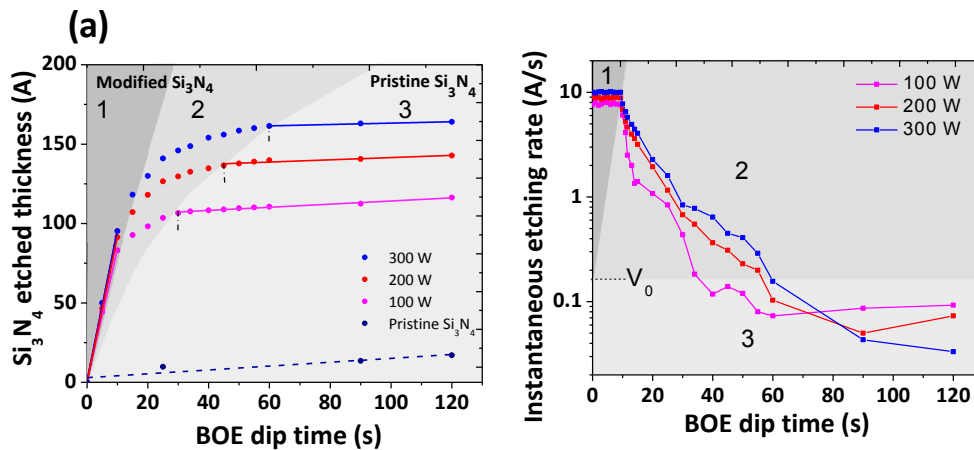 (a)
Si3N4 etched thickness (A)
200
150
100
50
0
Modified Si3N4
Pristine Si3N4
1
2
3
300 W
200 W
100 W
Pristine Si3N4
0 20 40 60 80 100 120
BOE dip time (s)
Instantaneous etching rate (A/s)
10
1
0.1
1
2
3
V0
100 W
200 W
300 W
0 20 40 60 80 100 120
BOE dip time (s)